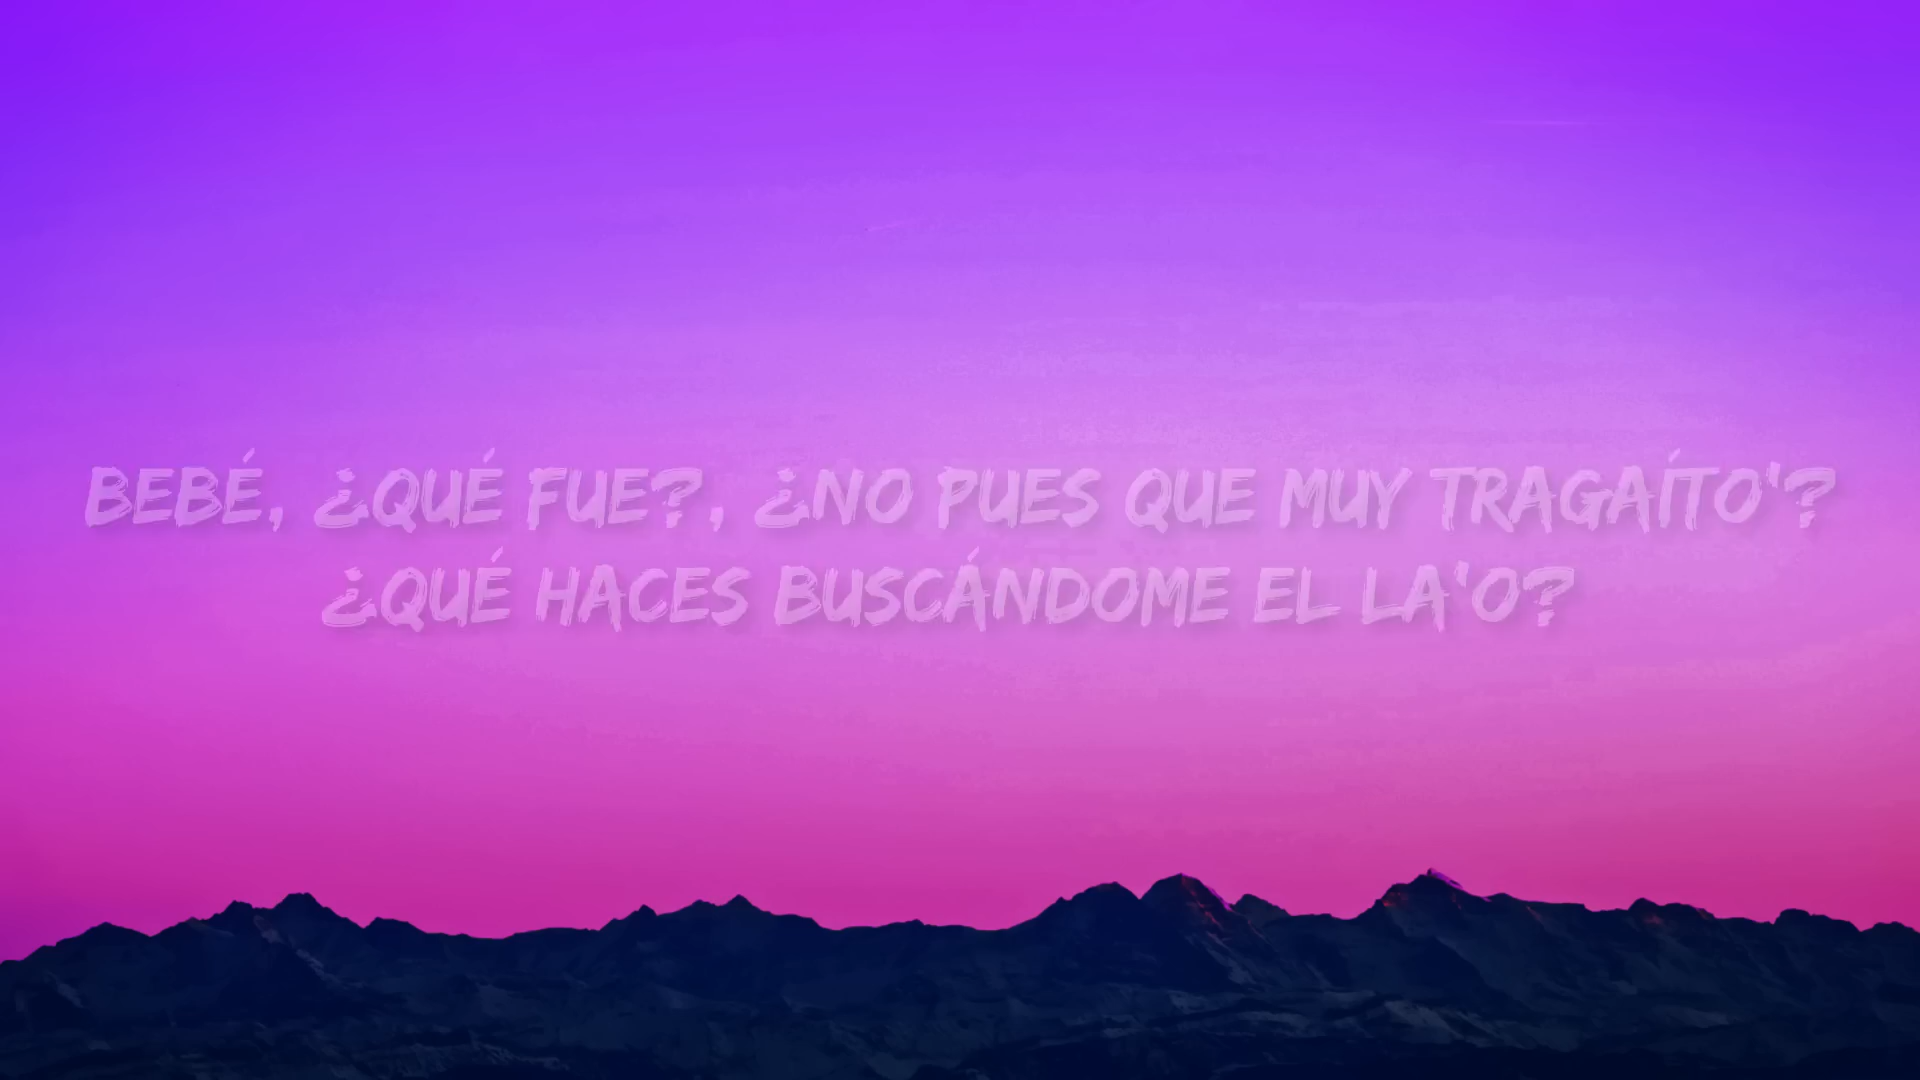 BEBÉ, ¿QUÉ FUE?, ¿NO PUES QUE MUY TRAGAÍTO'?
¿QUÉ HACES BUSCÁNDOME EL LA'O?